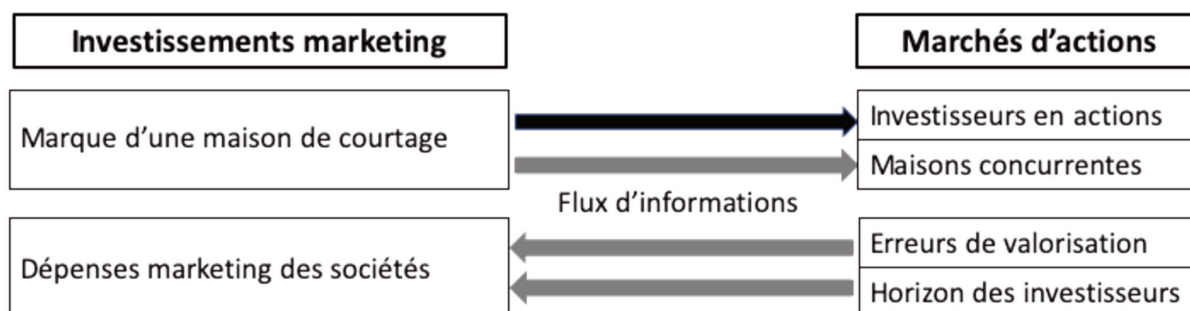 Investissements marketing
Marchés d’actions
Marque d’une maison de courtage
Investisseurs en actions
Maisons concurrentes
Flux d’informations
Dépenses marketing des sociétés
Erreurs de valorisation
Horizon des investisseurs